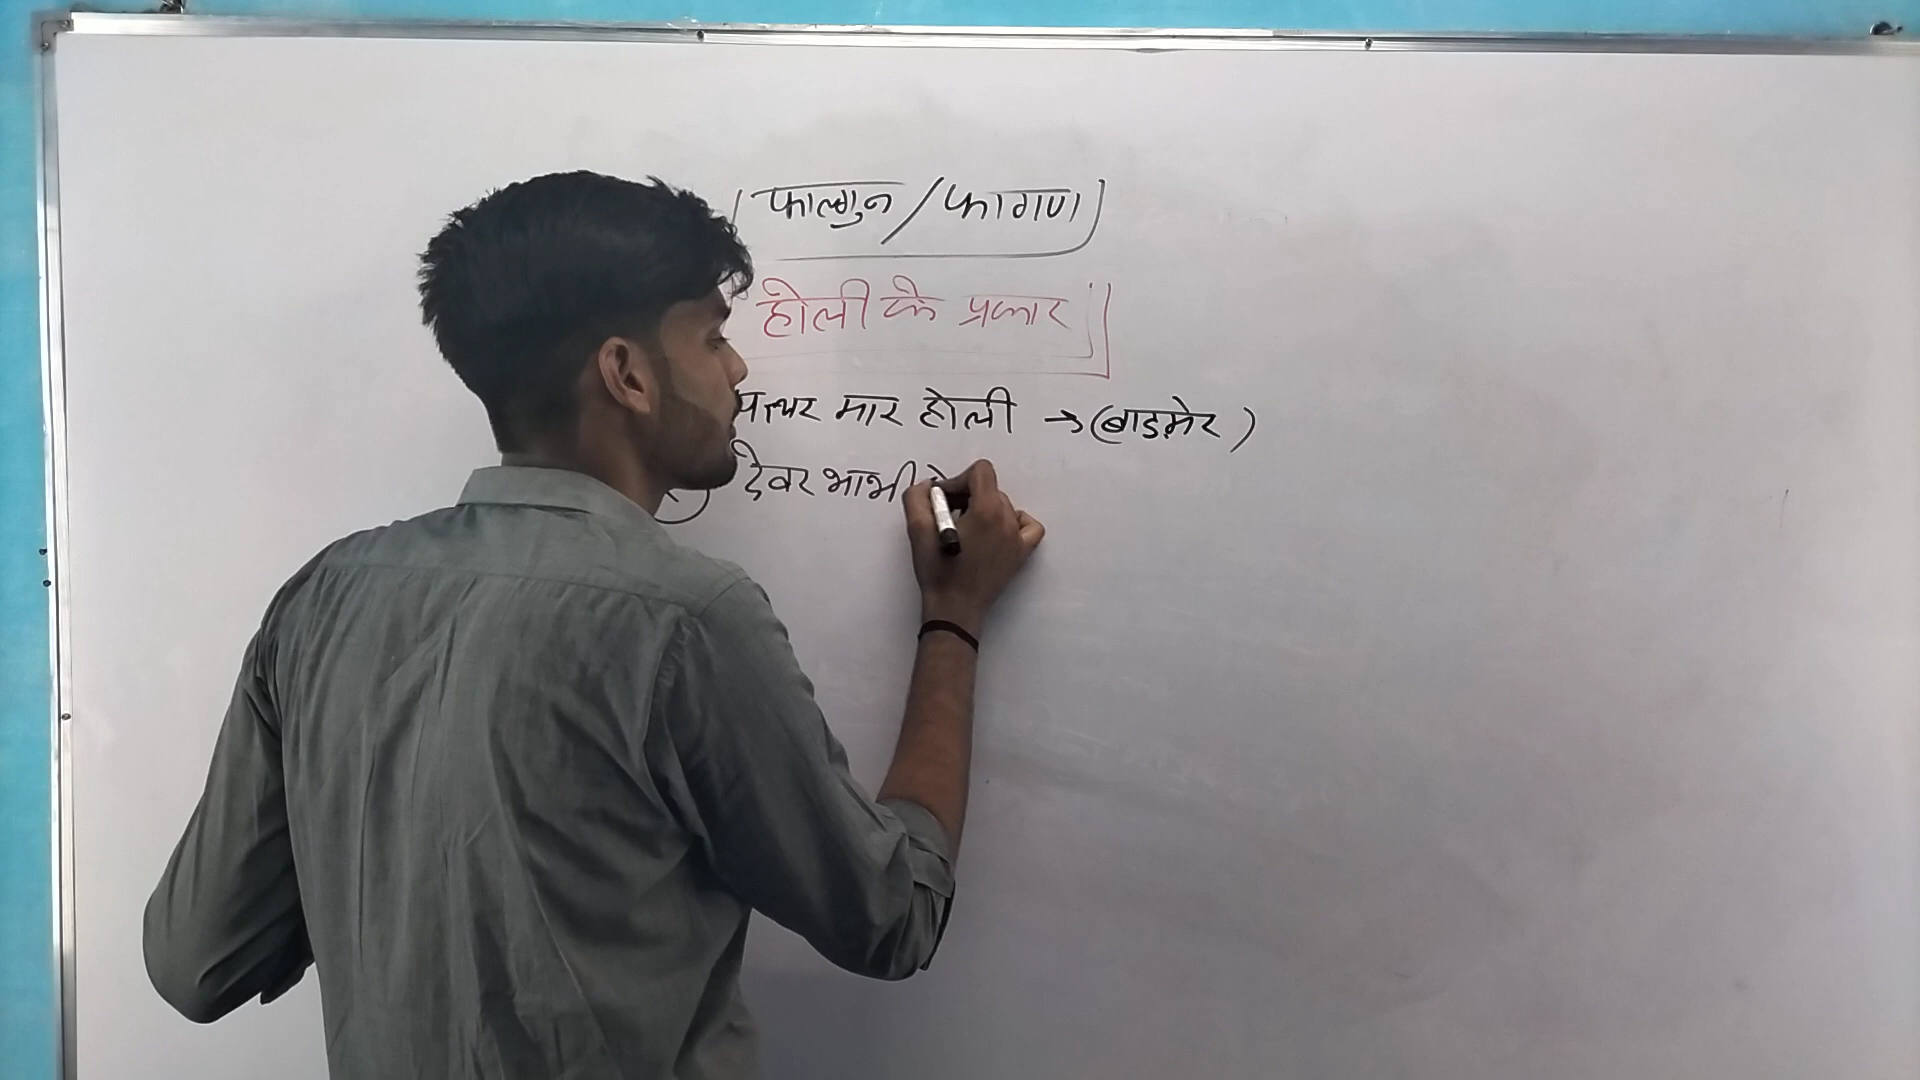 फाल्गुन / फागण
होली के प्रकार
पत्थर मार होली → (बाड़मेर)
देवर भाभी